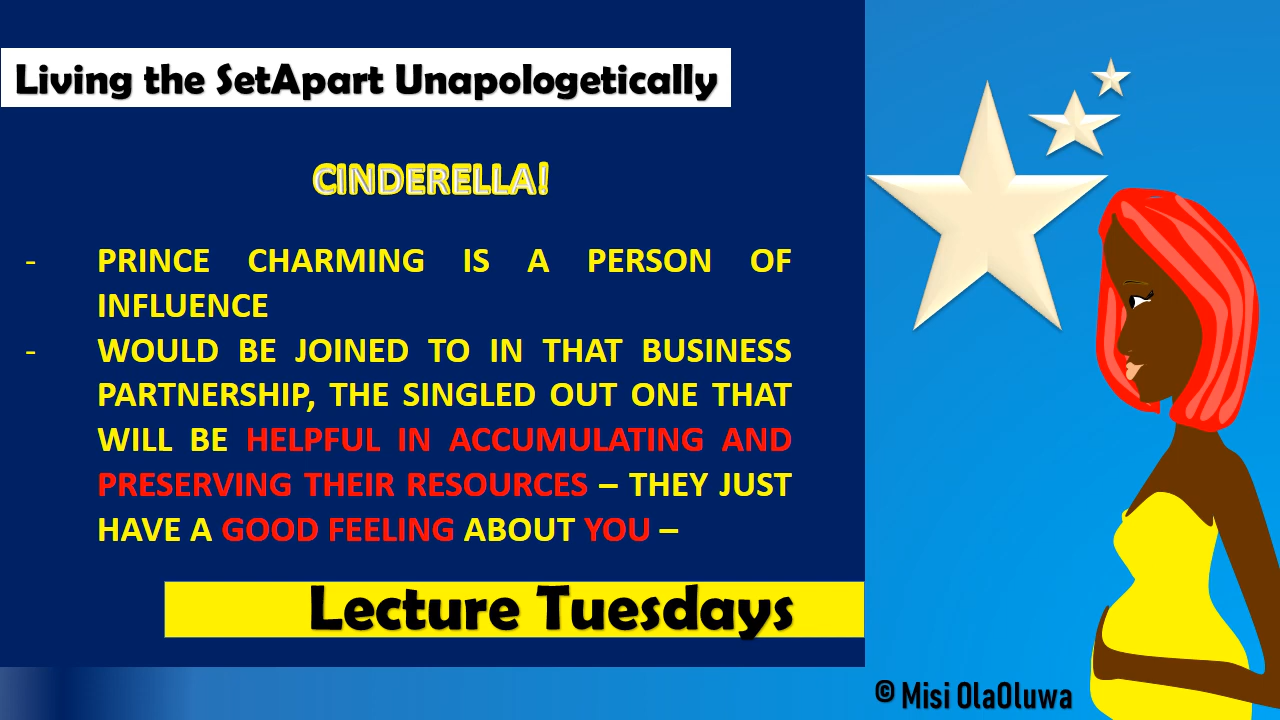 Living the SetApart Unapologetically
CINDERELLA!
- PRINCE CHARMING IS A PERSON OF
INFLUENCE
- WOULD BE JOINED TO IN THAT BUSINESS
PARTNERSHIP, THE SINGLED OUT ONE THAT
WILL BE HELPFUL IN ACCUMULATING AND
PRESERVING THEIR RESOURCES – THEY JUST
HAVE A GOOD FEELING ABOUT YOU –
Lecture Tuesdays
© Misi OlaOluwa